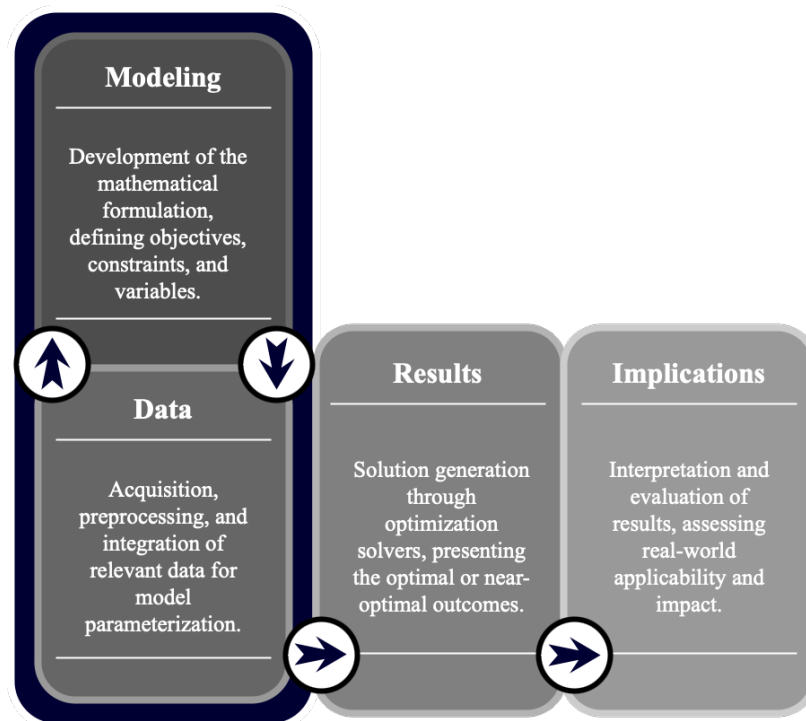 Modeling
Development of the
mathematical
formulation,
defining objectives,
constraints, and
variables.
Data
Acquisition,
preprocessing, and
integration of
relevant data for
model
parameterization.
Results
Solution generation
through
optimization
solvers, presenting
the optimal or near-
optimal outcomes.
Implications
Interpretation and
evaluation of
results, assessing
real-world
applicability and
impact.